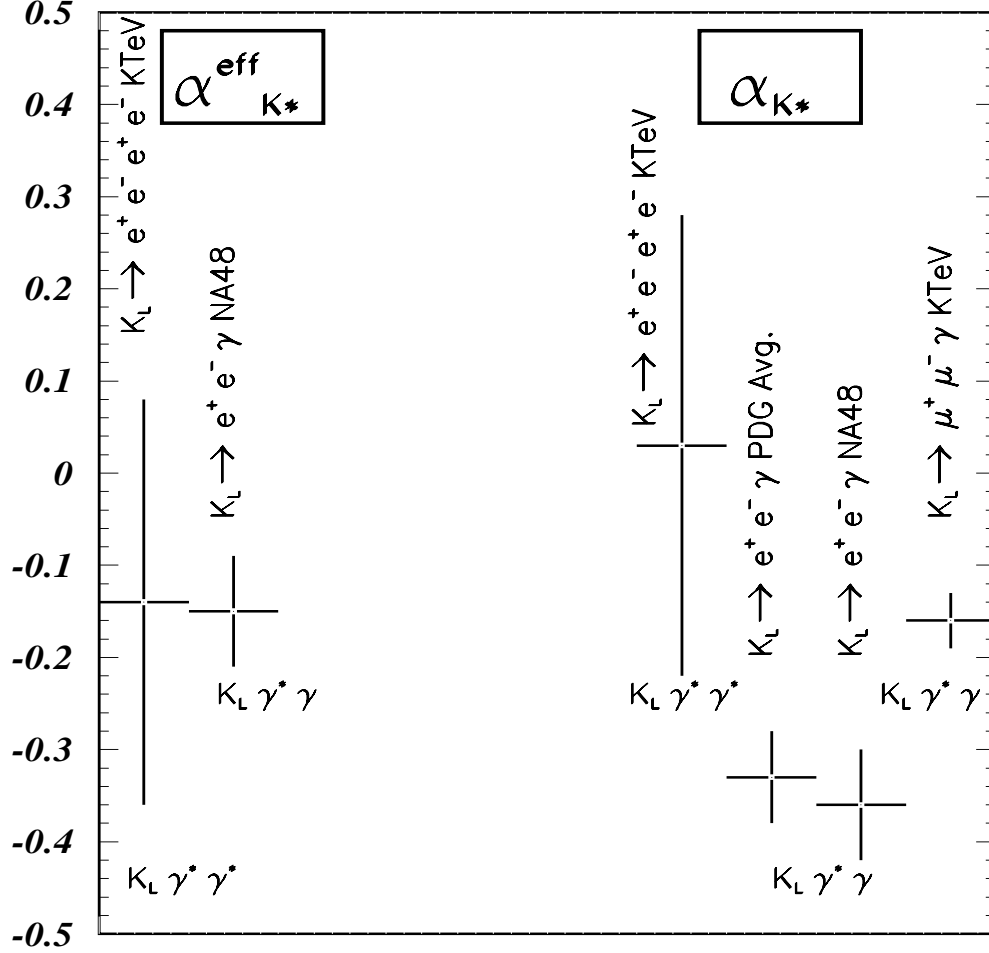 0.5
0.4
0.3
0.2
0.1
0
-0.1
-0.2
-0.3
-0.4
-0.5
α^eff_K*
α_K*
K_L → e⁺ e⁻ e⁺ e⁻ KTeV
K_L → e⁺ e⁻ γ NA48
K_L → e⁺ e⁻ e⁺ e⁻ KTeV
K_L → e⁺ e⁻ γ PDG Avg.
K_L → e⁺ e⁻ γ NA48
K_L → μ⁺ μ⁻ γ KTeV
K_L γ* γ
K_L γ* γ*
K_L γ* γ
K_L γ* γ*
K_L γ* γ